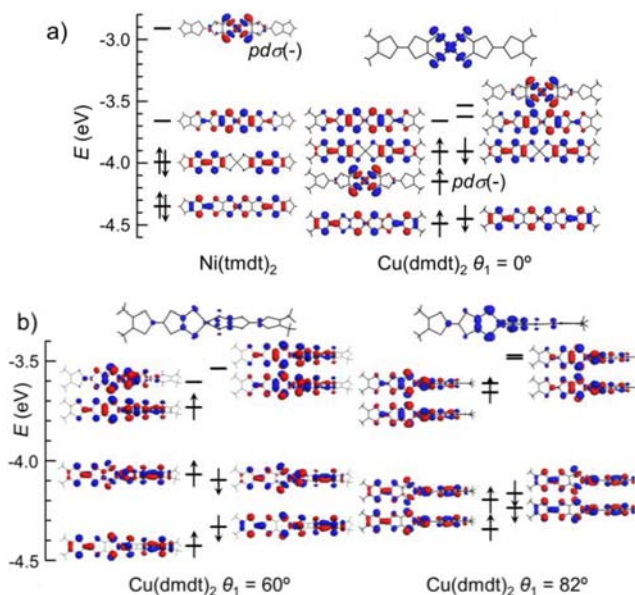 a)
-3.0
-3.5
-4.0
-4.5
E (eV)
pdσ(-)
pdσ(-)
Ni(tmdt)2
Cu(dmdt)2 θ1 = 0º
b)
-3.5
-4.0
-4.5
E (eV)
Cu(dmdt)2 θ1 = 60º
Cu(dmdt)2 θ1 = 82º